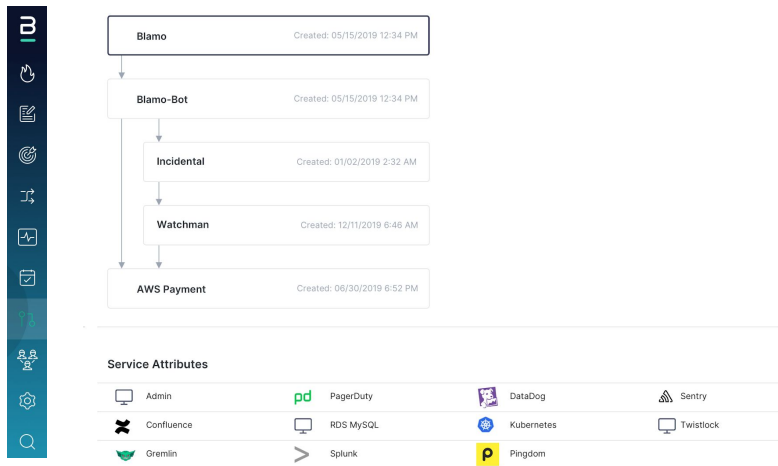 B
Blamo Created: 05/15/2019 12:34 PM
Blamo-Bot Created: 05/15/2019 12:34 PM
Incidental Created: 01/02/2019 2:32 AM
Watchman Created: 12/11/2019 6:46 AM
AWS Payment Created: 06/30/2019 6:52 PM
Service Attributes
Admin pd PagerDuty DataDog Sentry
Confluence RDS MySQL Kubernetes Twistlock
Gremlin Splunk p Pingdom